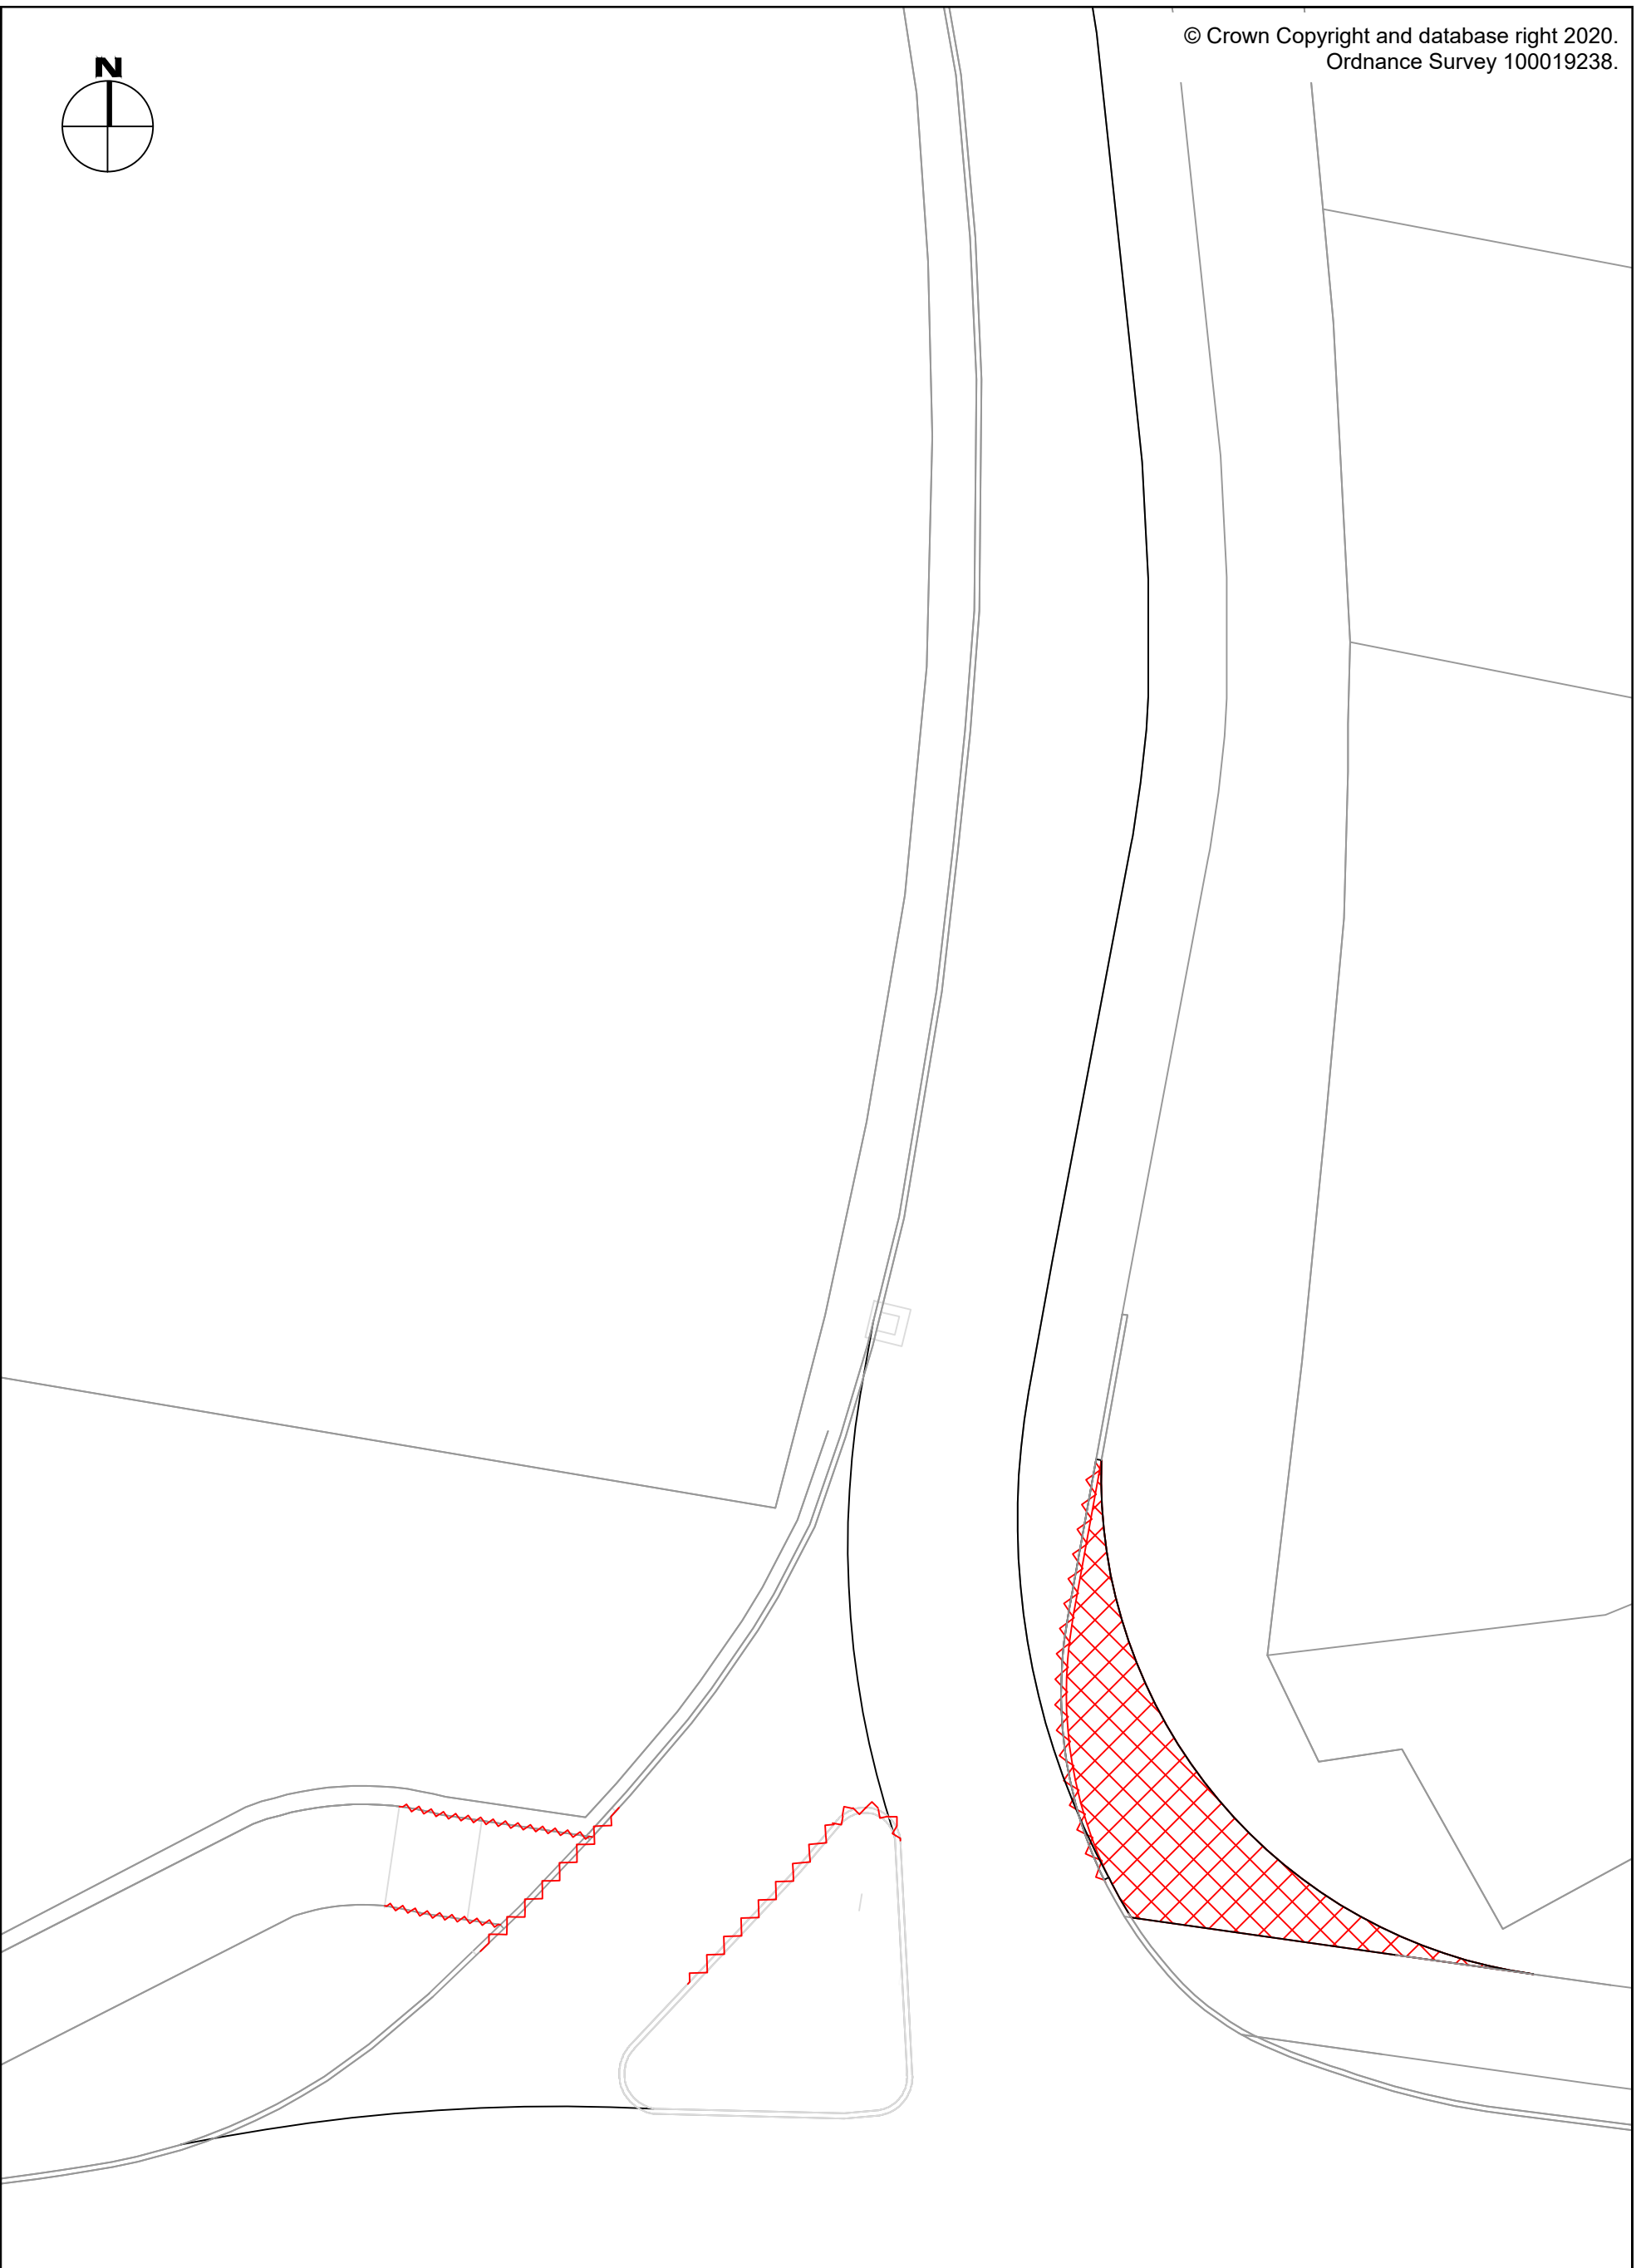 N
© Crown Copyright and database right 2020.
Ordnance Survey 100019238.